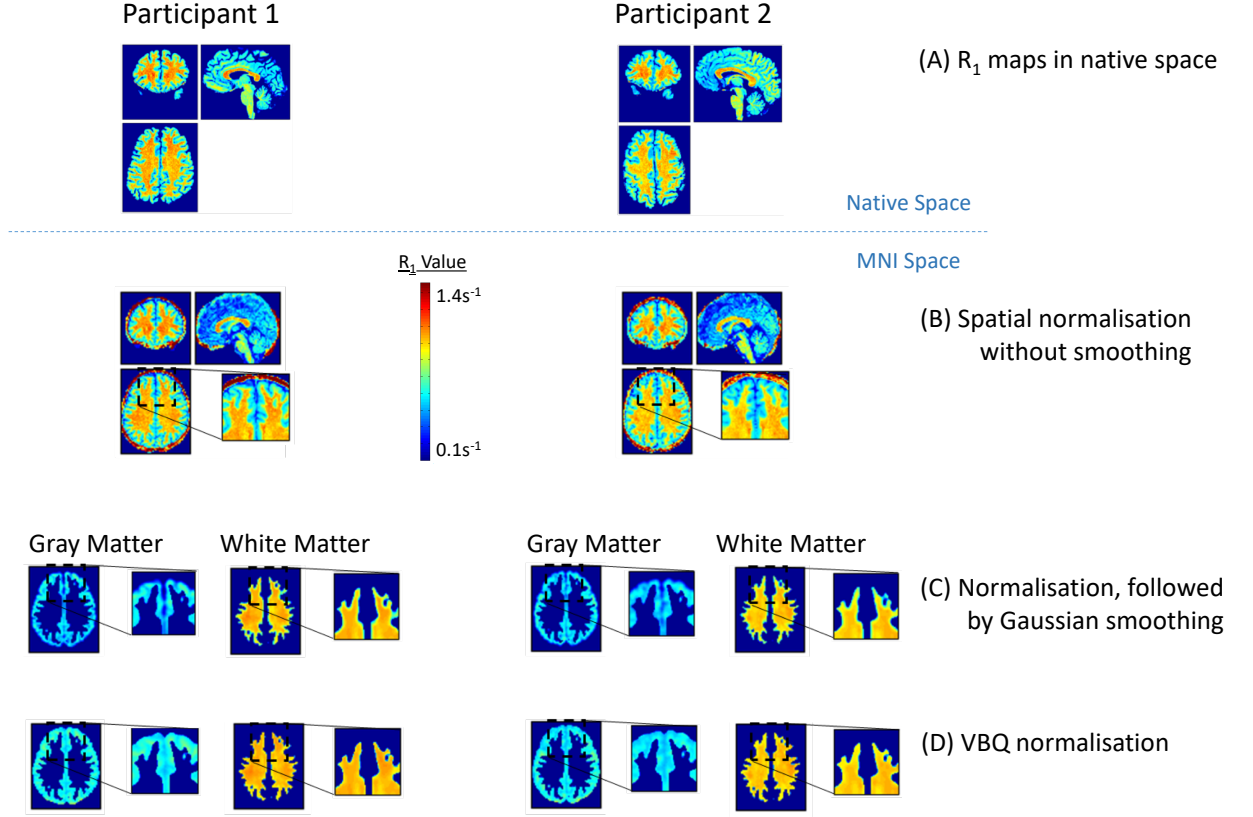 Participant 1
Participant 2
(A) R₁ maps in native space
Native Space
MNI Space
R₁ Value
1.4s⁻¹
0.1s⁻¹
(B) Spatial normalisation
without smoothing
Gray Matter
White Matter
Gray Matter
White Matter
(C) Normalisation, followed
by Gaussian smoothing
(D) VBQ normalisation